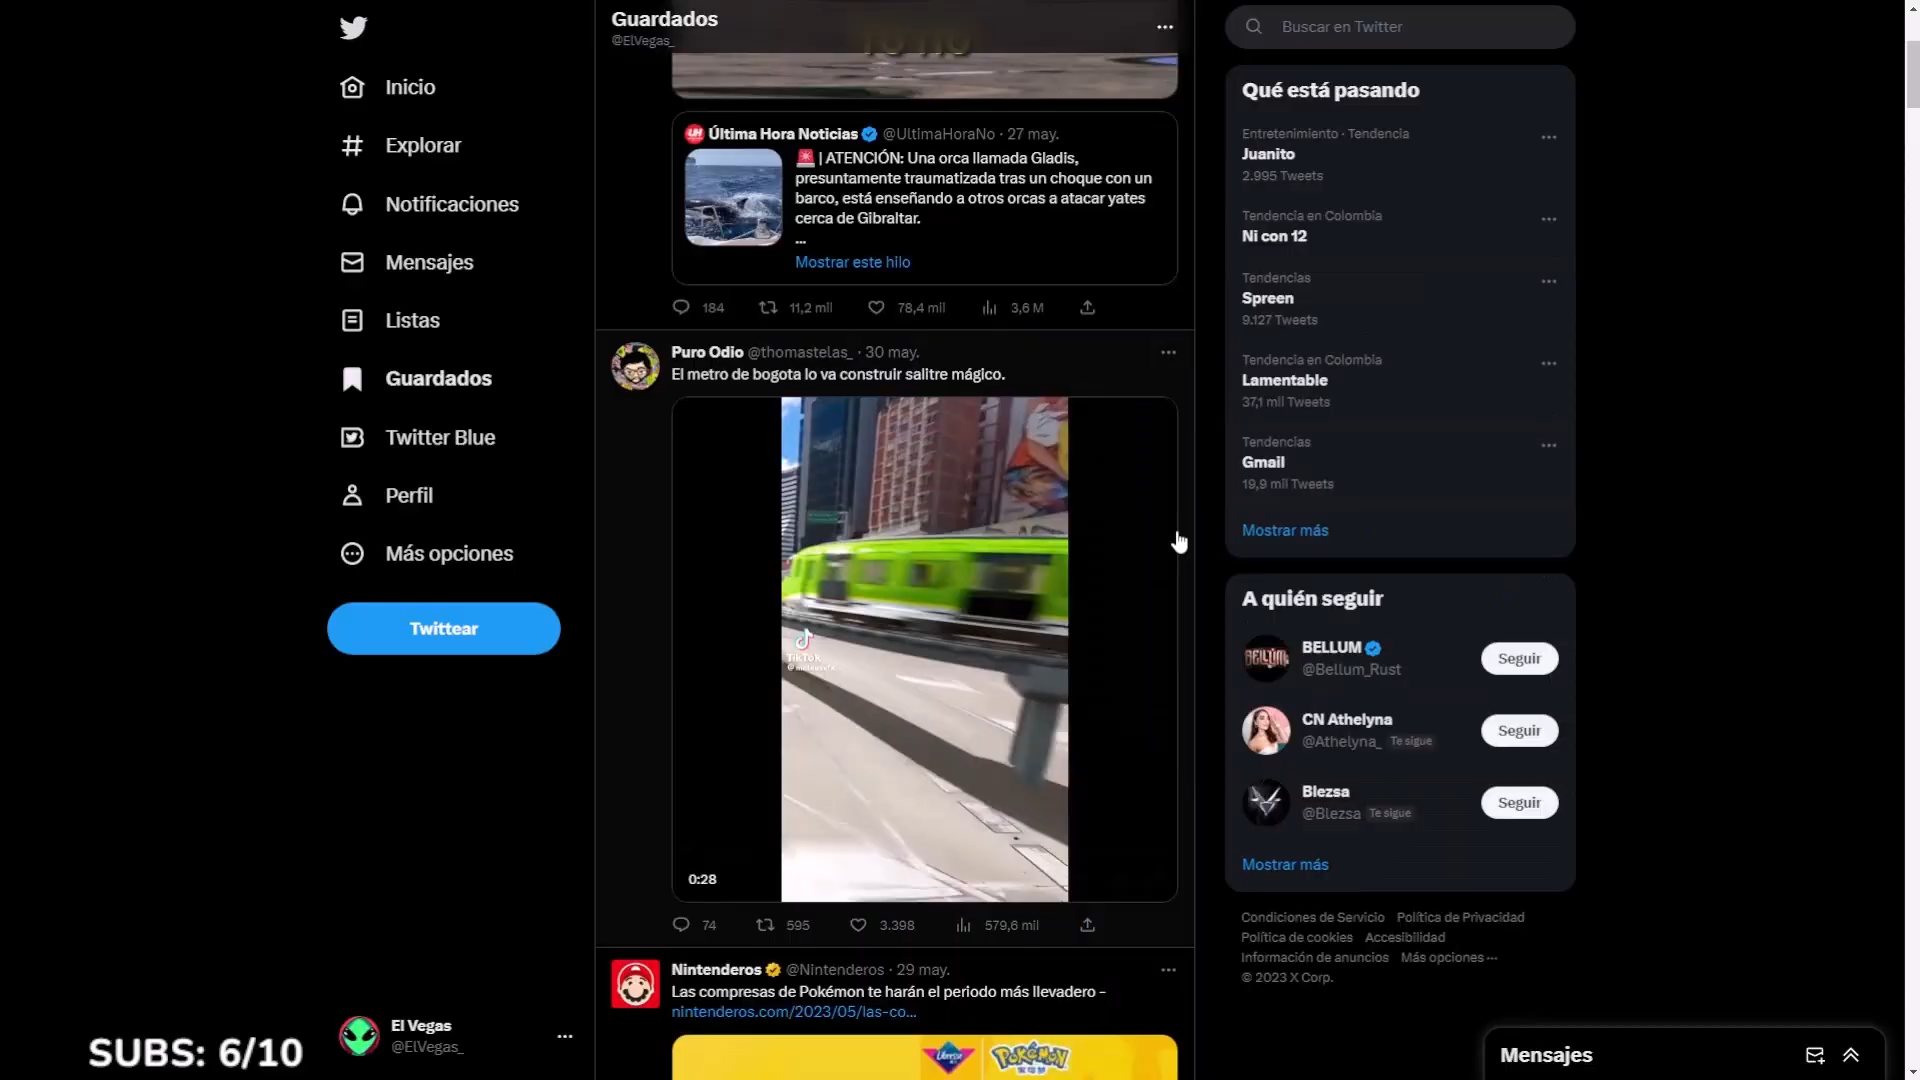 Inicio
Explorar
Notificaciones
Mensajes
Listas
Guardados
Twitter Blue
Perfil
Más opciones
Twittear
El Vegas
@ElVegas_
SUBS: 6/10
Guardados
@ElVegas_
Última Hora Noticias @UltimaHoraNo · 27 may.
| ATENCIÓN: Una orca llamada Gladis,
presuntamente traumatizada tras un choque con un
barco, está enseñando a otros orcas a atacar yates
cerca de Gibraltar.
...
Mostrar este hilo
184 11,2 mil 78,4 mil 3,6 M
Puro Odio @thomastelas_ · 30 may.
El metro de bogota lo va construir salitre mágico.
TikTok
0:28
74 595 3.398 579,6 mil
Nintenderos @Nintenderos · 29 may.
Las compresas de Pokémon te harán el periodo más llevadero -
nintenderos.com/2023/05/las-co...
POKÉMON
Buscar en Twitter
Qué está pasando
Entretenimiento · Tendencia
Juanito
2.995 Tweets
Tendencia en Colombia
Ni con 12
Tendencias
Spreen
9.127 Tweets
Tendencia en Colombia
Lamentable
37,1 mil Tweets
Tendencias
Gmail
19,9 mil Tweets
Mostrar más
A quién seguir
BELLUM
@Bellum_Rust
Seguir
CN Athelyna
@Athelyna_ Te sigue
Seguir
Blezsa
@Blezsa Te sigue
Seguir
Mostrar más
Condiciones de Servicio Política de Privacidad
Política de cookies Accesibilidad
Información de anuncios Más opciones ···
© 2023 X Corp.
Mensajes